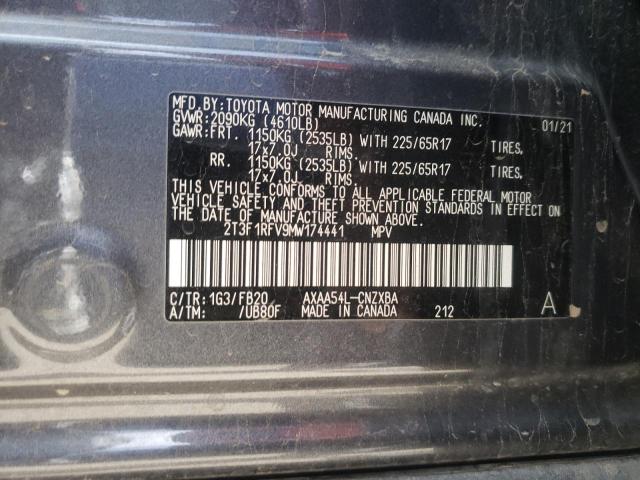 MFD.BY:TOYOTA MOTOR MANUFACTURING CANADA INC.
GVWR:2090KG (4610LB) 01/21
GAWR:FRT. 1150KG (2535LB) WITH 225/65R17 TIRES,
17x7.0J RIMS,
RR. 1150KG (2535LB) WITH 225/65R17 TIRES,
17x7.0J RIMS,
THIS VEHICLE CONFORMS TO ALL APPLICABLE FEDERAL MOTOR
VEHICLE SAFETY AND THEFT PREVENTION STANDARDS IN EFFECT ON
THE DATE OF MANUFACTURE SHOWN ABOVE.
2T3F1RFV9MW174441 MPV
C/TR:1G3/FB20 AXAA54L-CNZXBA A
A/TM: /UB80F MADE IN CANADA 212